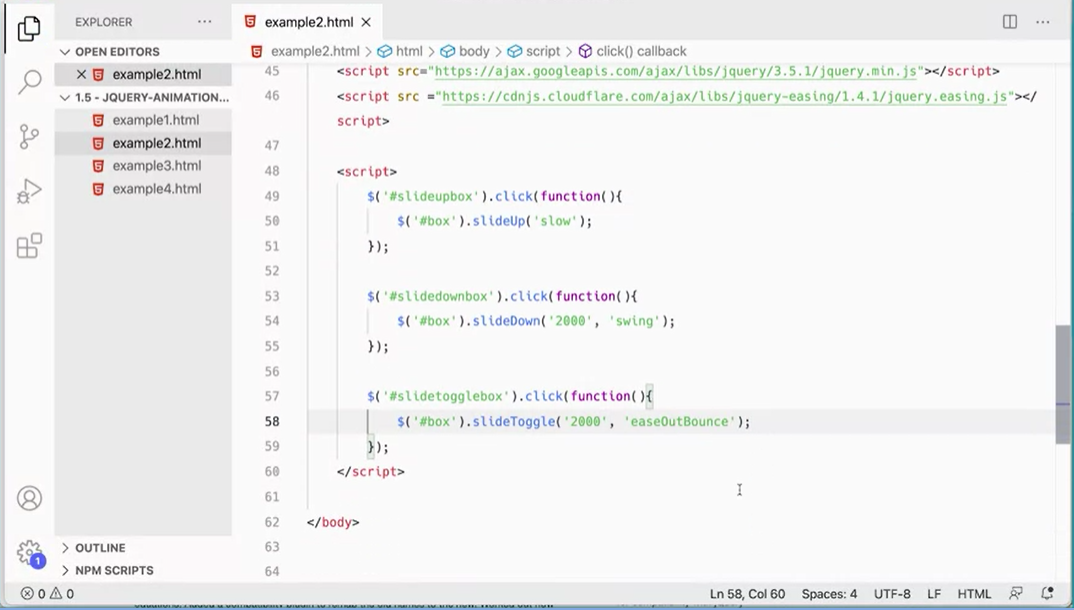 EXPLORER
example2.html
OPEN EDITORS
example2.html > html > body > script > click() callback
example2.html
1.5 - JQUERY-ANIMATION...
example1.html
example2.html
example3.html
example4.html
45 <script src="https://ajax.googleapis.com/ajax/libs/jquery/3.5.1/jquery.min.js"></script>
46 <script src ="https://cdnjs.cloudflare.com/ajax/libs/jquery-easing/1.4.1/jquery.easing.js"></
script>
47
48 <script>
49 $('#slideupbox').click(function(){
50 $('#box').slideUp('slow');
51 });
52
53 $('#slidedownbox').click(function(){
54 $('#box').slideDown('2000', 'swing');
55 });
56
57 $('#slidetogglebox').click(function(){
58 $('#box').slideToggle('2000', 'easeOutBounce');
59 });
60 </script>
61
62 </body>
63
64
OUTLINE
NPM SCRIPTS
1
0 0
Ln 58, Col 60 Spaces: 4 UTF-8 LF HTML